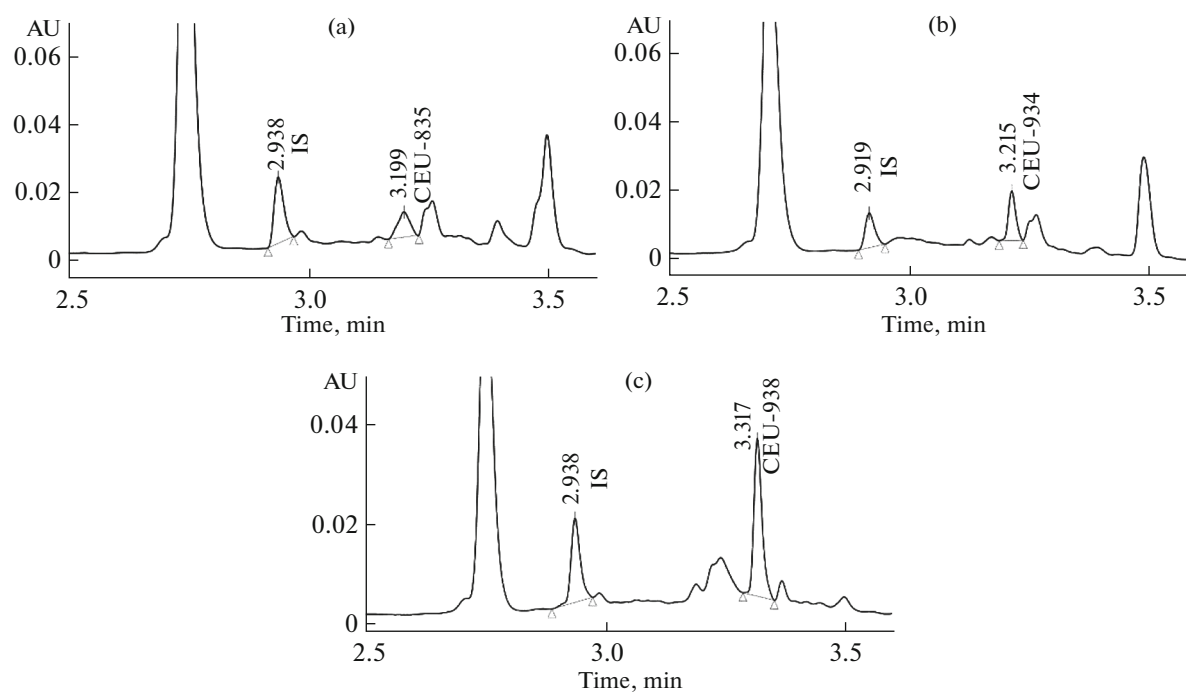 AU
(a)
0.06
0.04
0.02
0
2.938
IS
3.199
CEU-835
2.5
3.0
3.5
Time, min
AU
(b)
0.06
0.04
0.02
0
2.919
IS
3.215
CEU-934
2.5
3.0
3.5
Time, min
AU
(c)
0.04
0.02
0
2.938
IS
3.317
CEU-938
2.5
3.0
3.5
Time, min